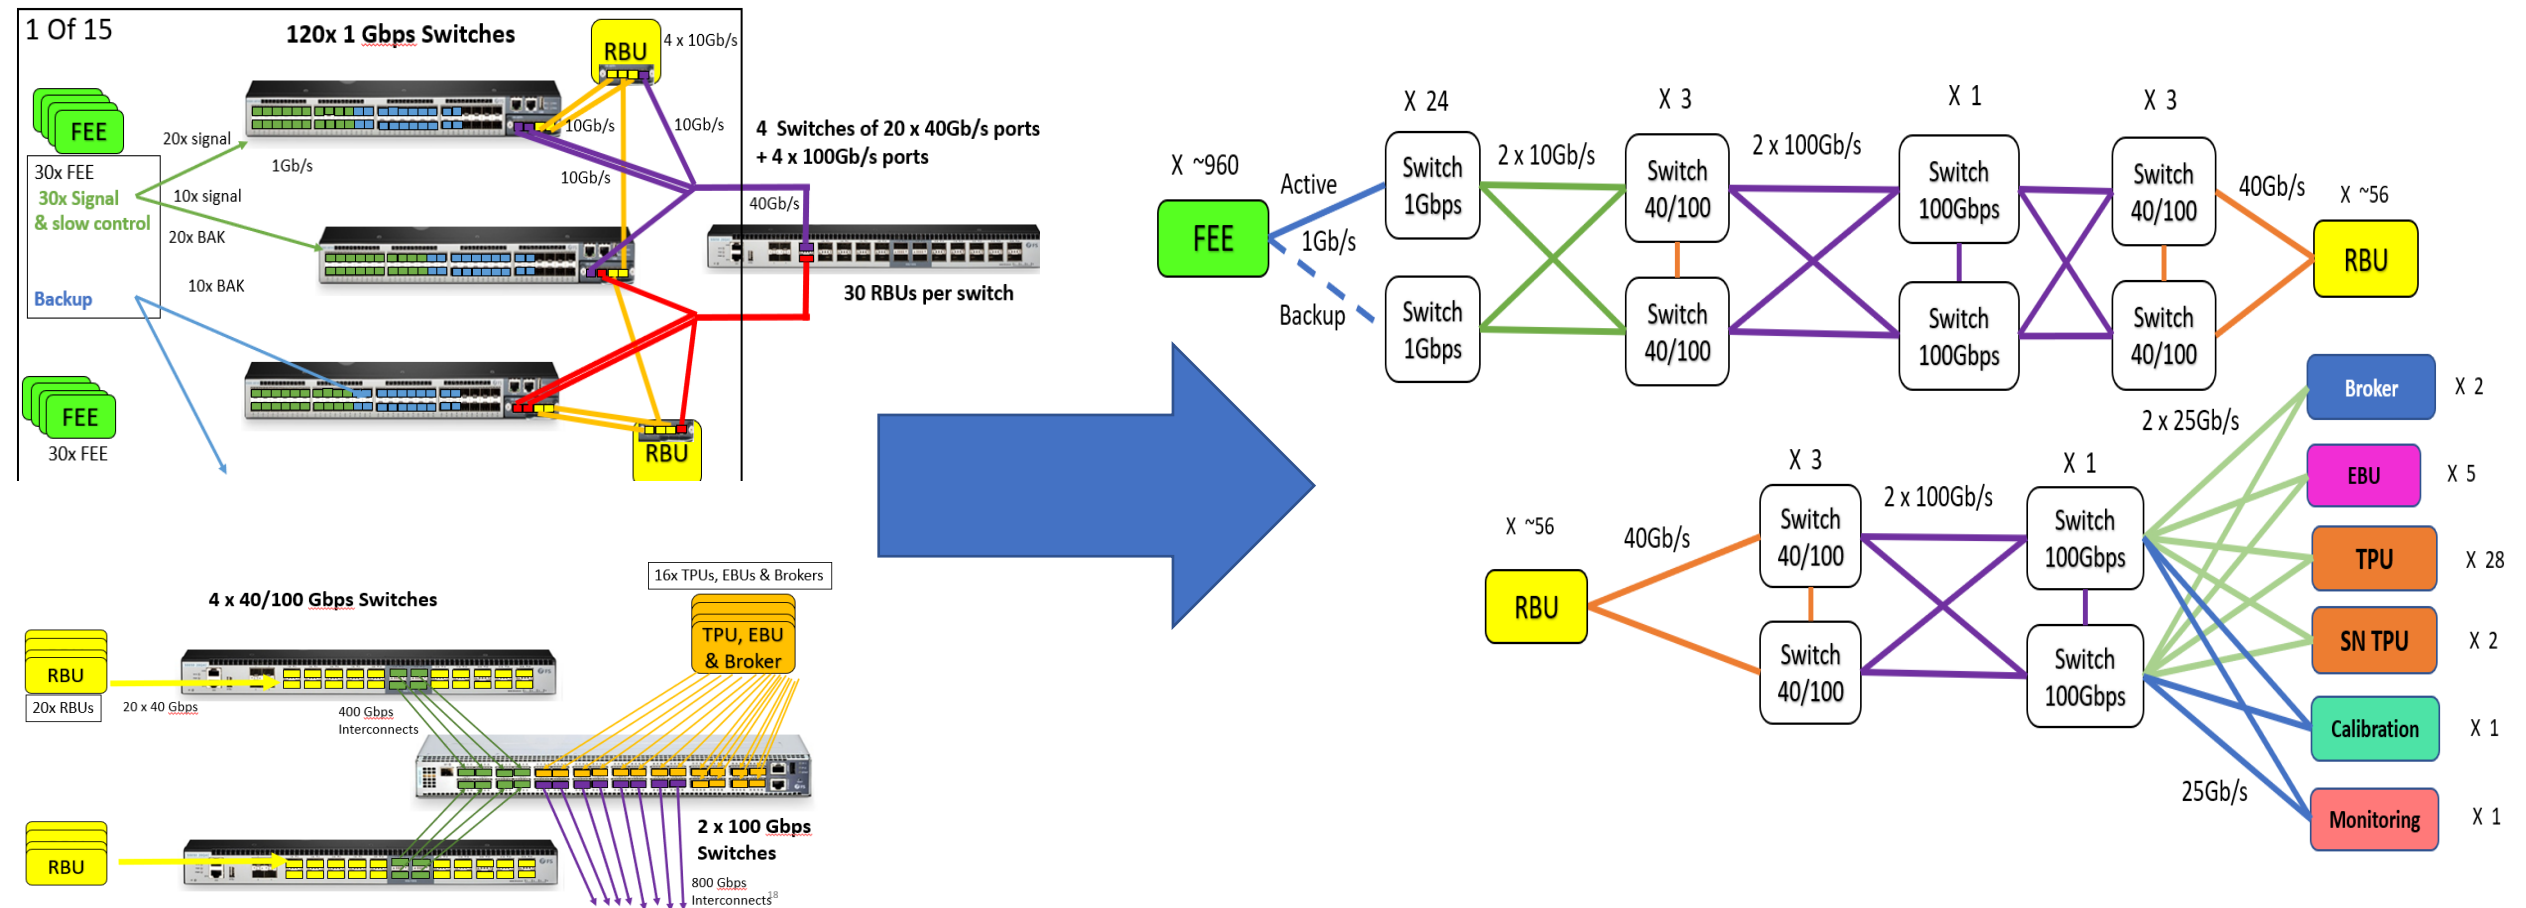 1 Of 15
120x 1 Gbps Switches
RBU
4 x 10Gb/s
FEE
20x signal
1Gb/s
10Gb/s
10Gb/s
10Gb/s
30x FEE
30x Signal
& slow control
10x signal
20x BAK
10x BAK
Backup
4 Switches of 20 x 40Gb/s ports
+ 4 x 100Gb/s ports
40Gb/s
30 RBUs per switch
FEE
30x FEE
RBU
16x TPUs, EBUs & Brokers
4 x 40/100 Gbps Switches
TPU, EBU
& Broker
RBU
20x RBUs
20 x 40 Gbps
400 Gbps
Interconnects
RBU
2 x 100 Gbps
Switches
800 Gbps
Interconnects
18
X ~960
FEE
Active
1Gb/s
Backup
X 24
Switch
1Gbps
Switch
1Gbps
2 x 10Gb/s
X 3
Switch
40/100
Switch
40/100
2 x 100Gb/s
X 1
Switch
100Gbps
Switch
100Gbps
X 3
Switch
40/100
Switch
40/100
40Gb/s
X ~56
RBU
X ~56
RBU
40Gb/s
X 3
Switch
40/100
Switch
40/100
2 x 100Gb/s
X 1
Switch
100Gbps
Switch
100Gbps
2 x 25Gb/s
25Gb/s
Broker
X 2
EBU
X 5
TPU
X 28
SN TPU
X 2
Calibration
X 1
Monitoring
X 1